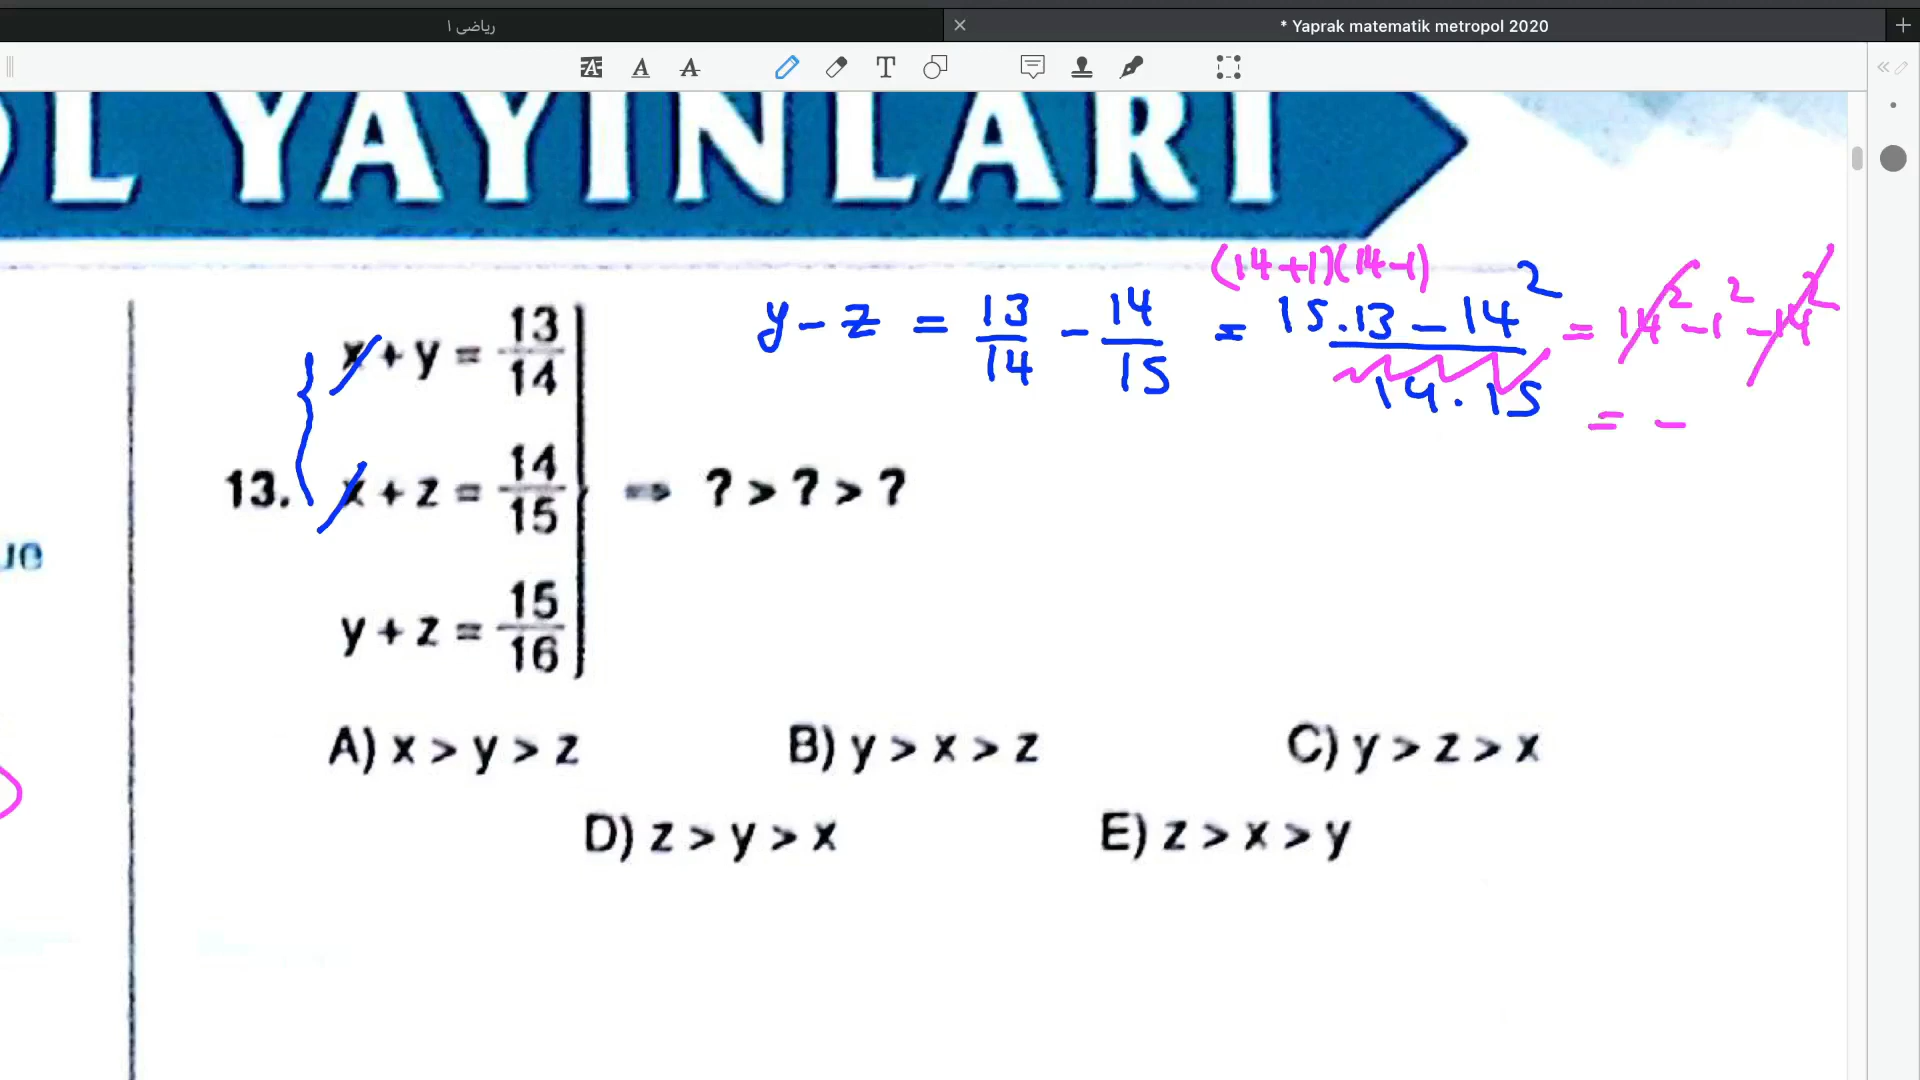 ریاضی ۱
* Yaprak matematik metropol 2020
L YAYINLARI
(14+1)(14-1)
y - z = 13/14 - 14/15 = 15.13 - 14² / 14.15 = 14² - 1² - 14²
= -
13. x + y = 13/14
x + z = 14/15 ⇒ ? > ? > ?
y + z = 15/16
A) x > y > z B) y > x > z C) y > z > x
D) z > y > x E) z > x > y